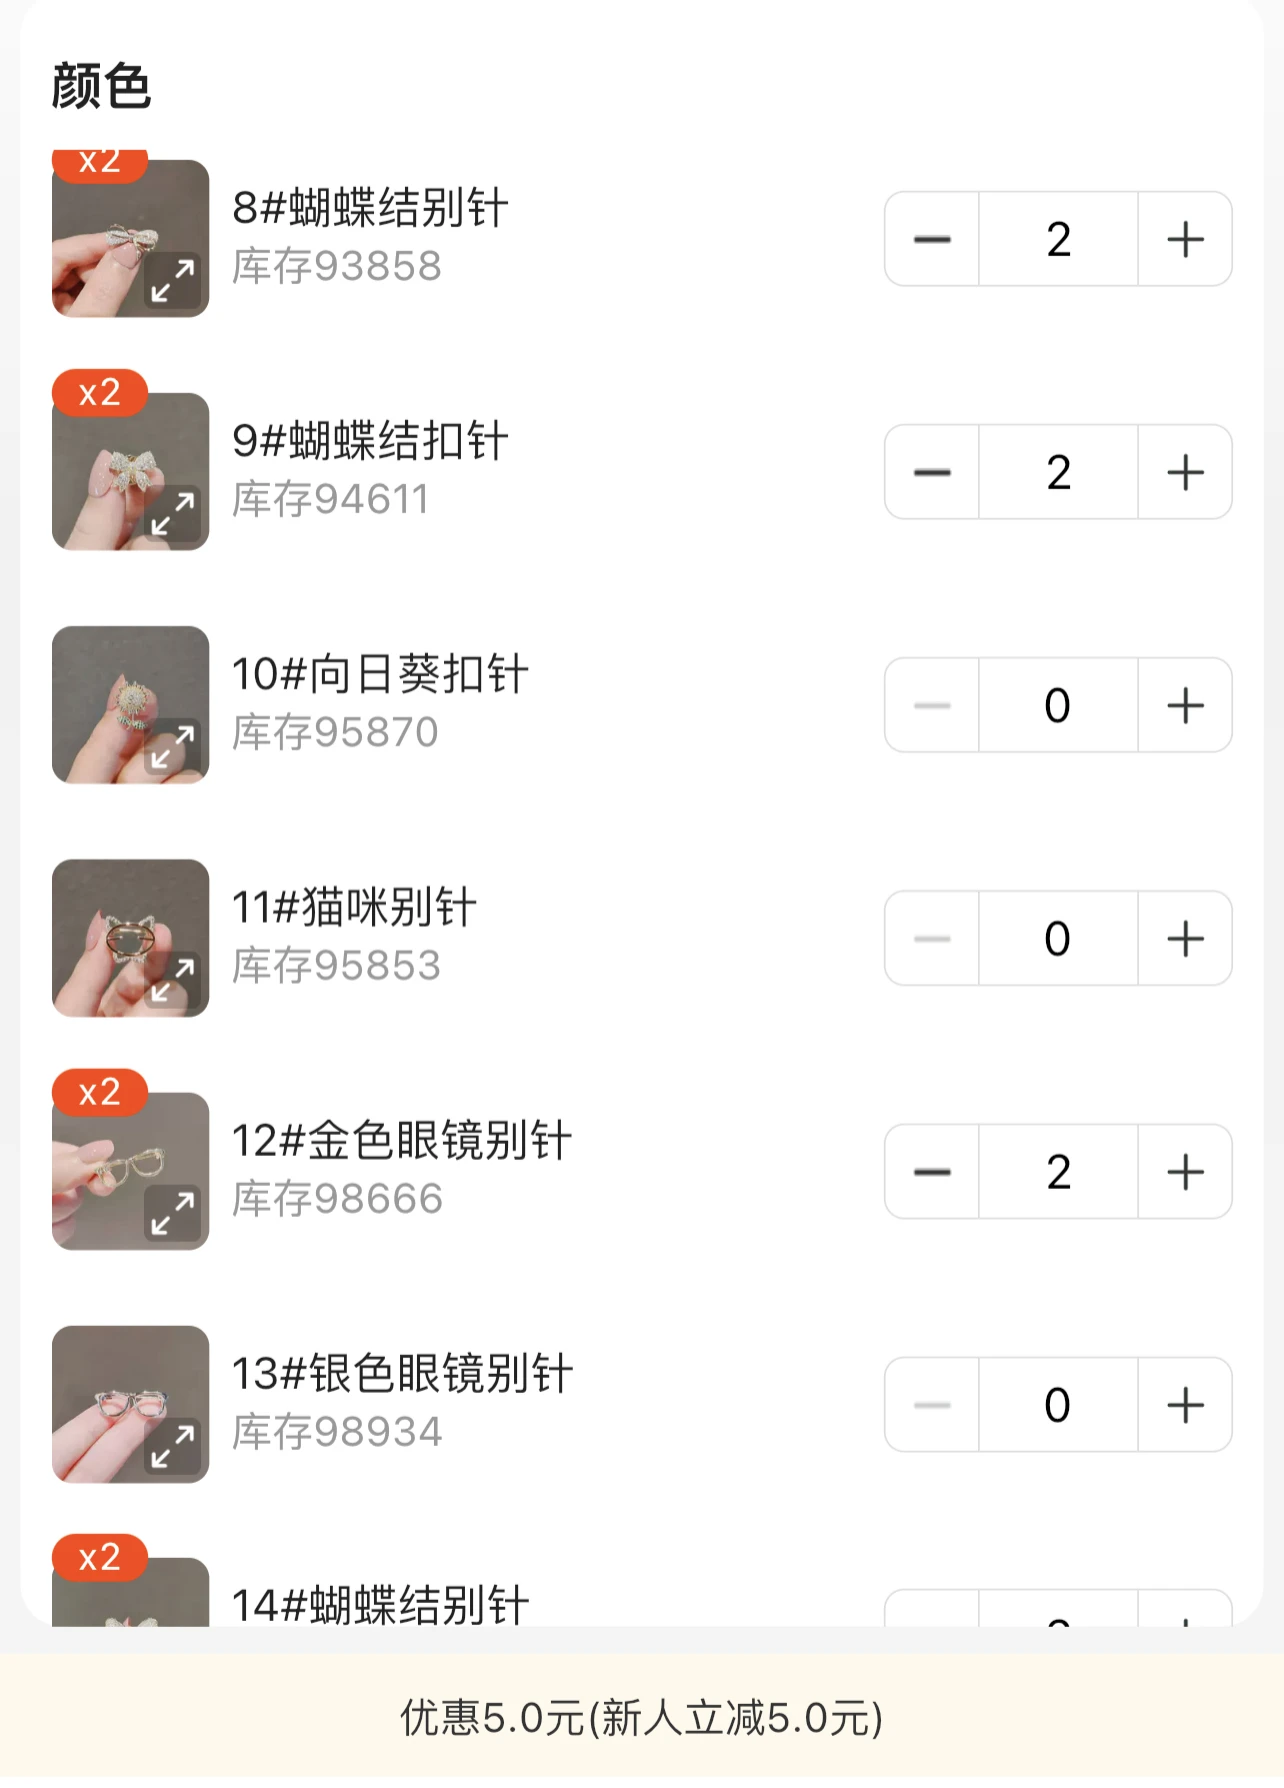 颜色
x2
8#蝴蝶结别针
库存93858
2
x2
9#蝴蝶结扣针
库存94611
2
10#向日葵扣针
库存95870
0
11#猫咪别针
库存95853
0
x2
12#金色眼镜别针
库存98666
2
13#银色眼镜别针
库存98934
0
x2
14#蝴蝶结别针
优惠5.0元(新人立减5.0元)